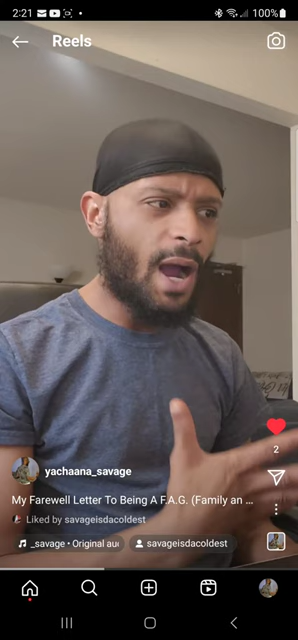 2:21
100%
Reels
yachaana_savage
My Farewell Letter To Being A F.A.G. (Family an ...
Liked by savageisdacoldest
_savage • Original au
savageisdacoldest
2